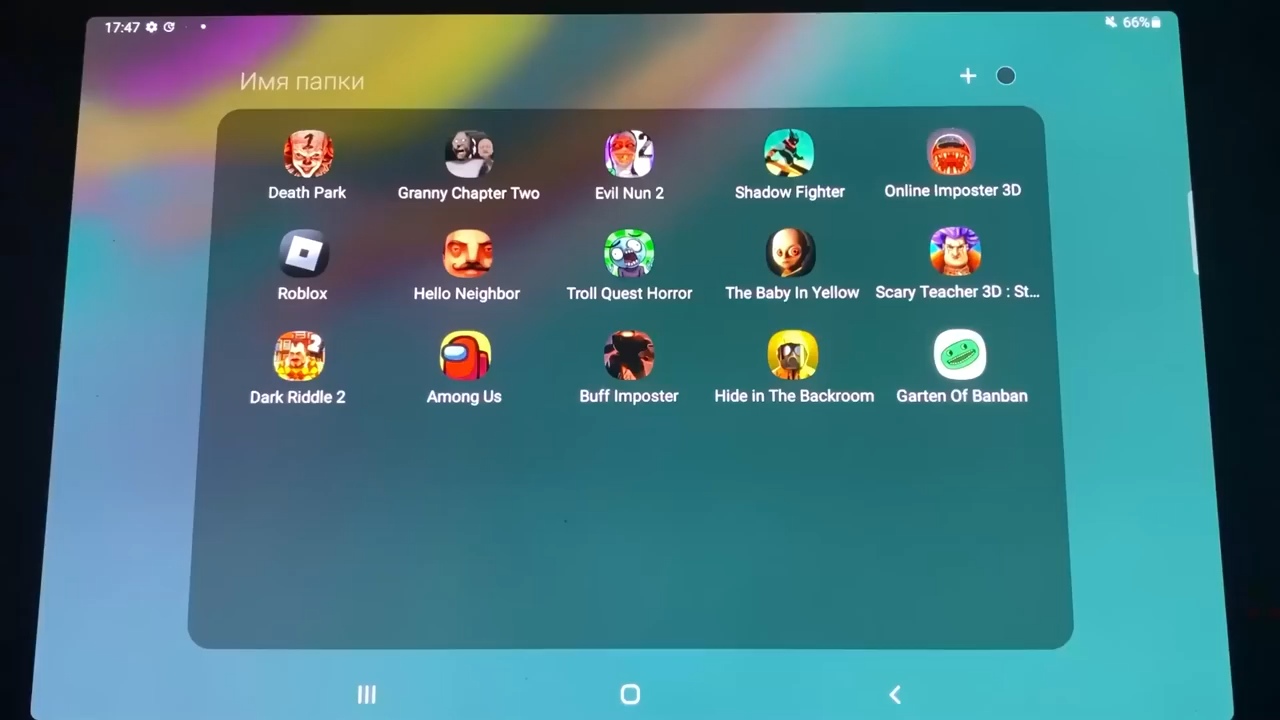 17:47
66%
Имя папки
Death Park
Granny Chapter Two
Evil Nun 2
Shadow Fighter
Online Imposter 3D
Roblox
Hello Neighbor
Troll Quest Horror
The Baby In Yellow
Scary Teacher 3D : St...
Dark Riddle 2
Among Us
Buff Imposter
Hide in The Backroom
Garten Of Banban